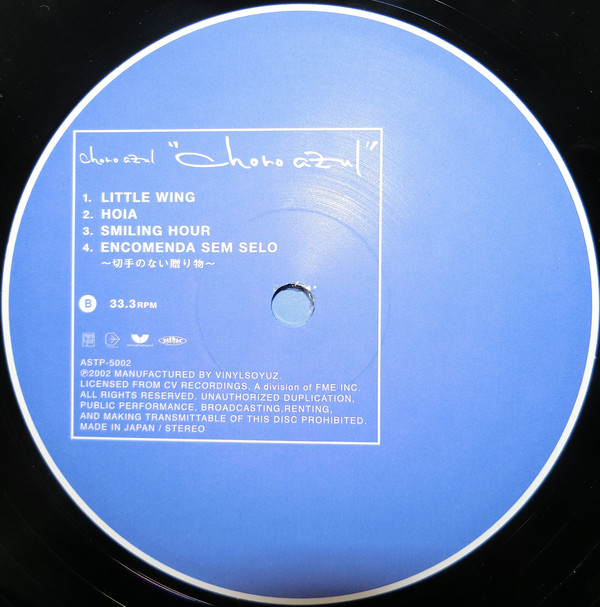 choro azul "choro azul"
1. LITTLE WING
2. HOIA
3. SMILING HOUR
4. ENCOMENDA SEM SELO
～切手のない贈り物～
B 33.3RPM
ASTP-5002
℗2002 MANUFACTURED BY VINYLSOYUZ.
LICENSED FROM CV RECORDINGS, A division of FME INC.
ALL RIGHTS RESERVED. UNAUTHORIZED DUPLICATION,
PUBLIC PERFORMANCE, BROADCASTING,RENTING,
AND MAKING TRANSMITTABLE OF THIS DISC PROHIBITED.
MADE IN JAPAN / STEREO